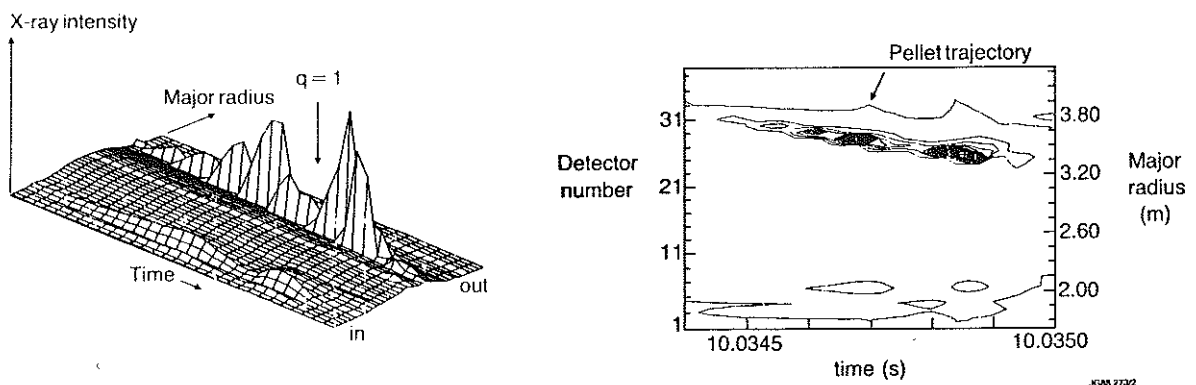 X-ray intensity
Major radius
q = 1
Time
out
in
Pellet trajectory
Detector
number
31
21
11
1
3.80
3.20
2.60
2.00
Major
radius
(m)
10.0345
10.0350
time (s)